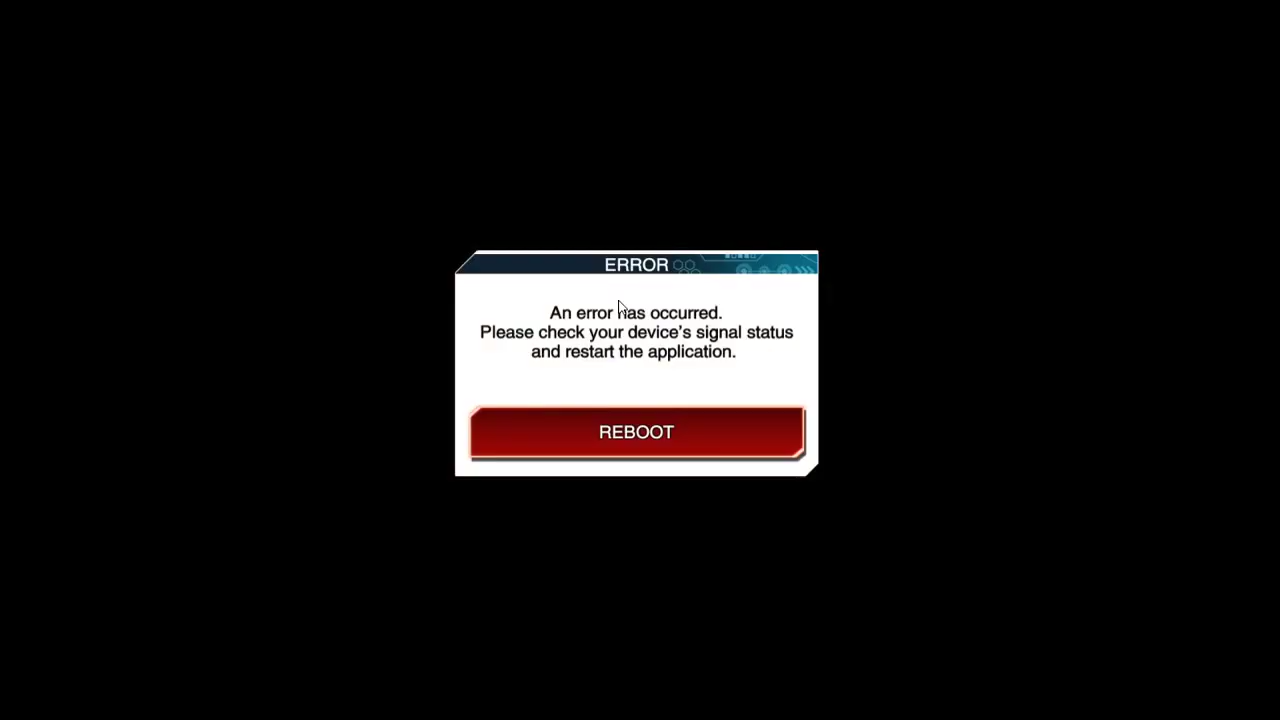 ERROR
An error has occurred.
Please check your device's signal status
and restart the application.
REBOOT